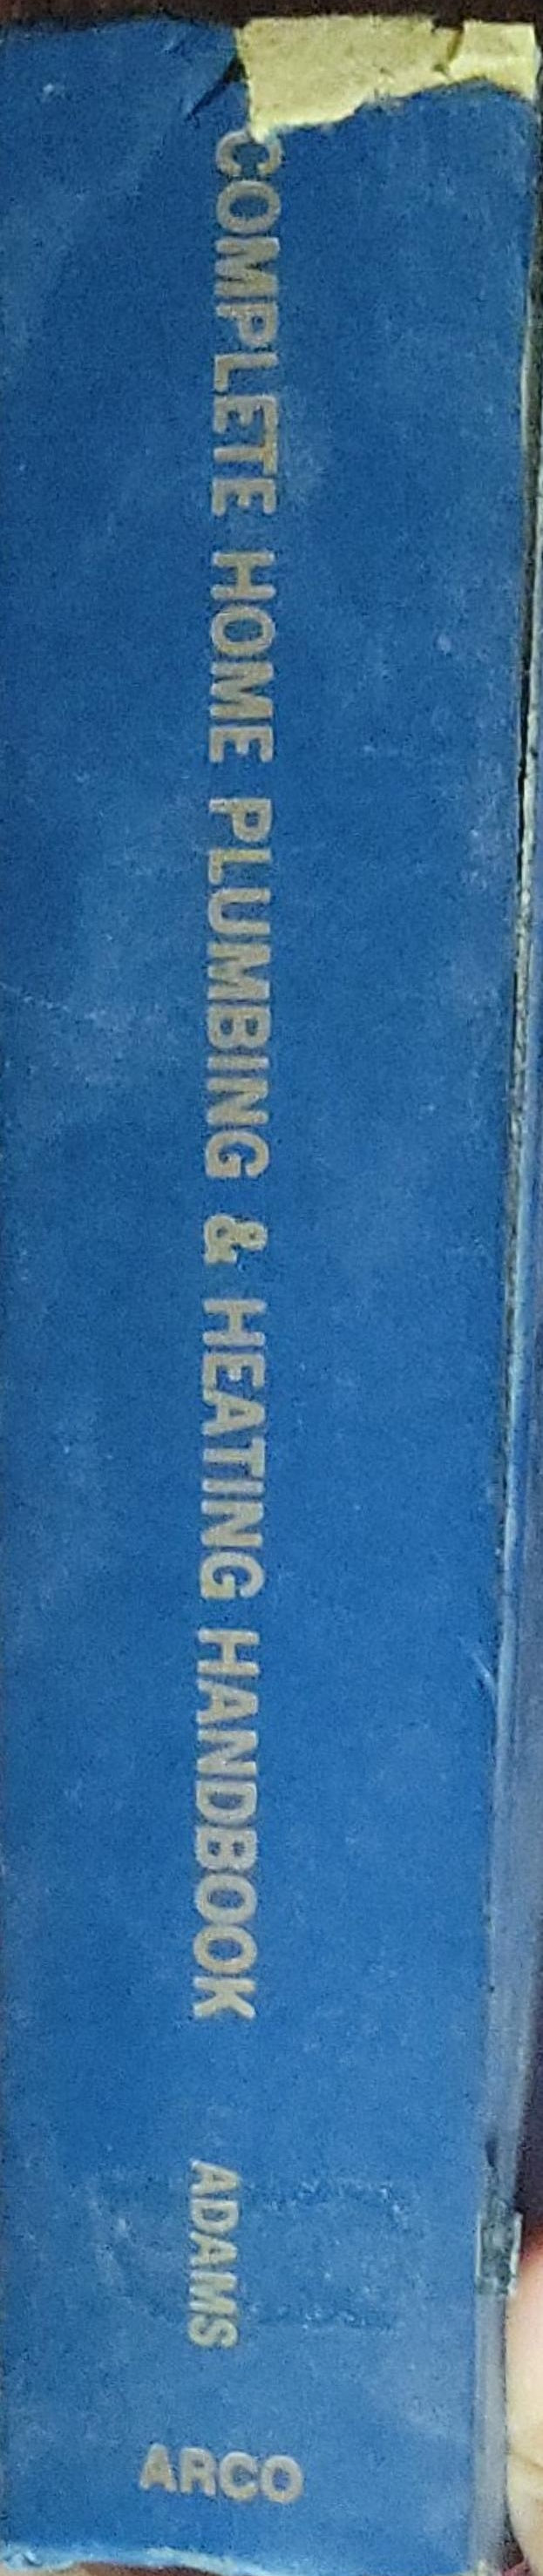 COMPLETE HOME PLUMBING & HEATING HANDBOOK
ADAMS
ARCO